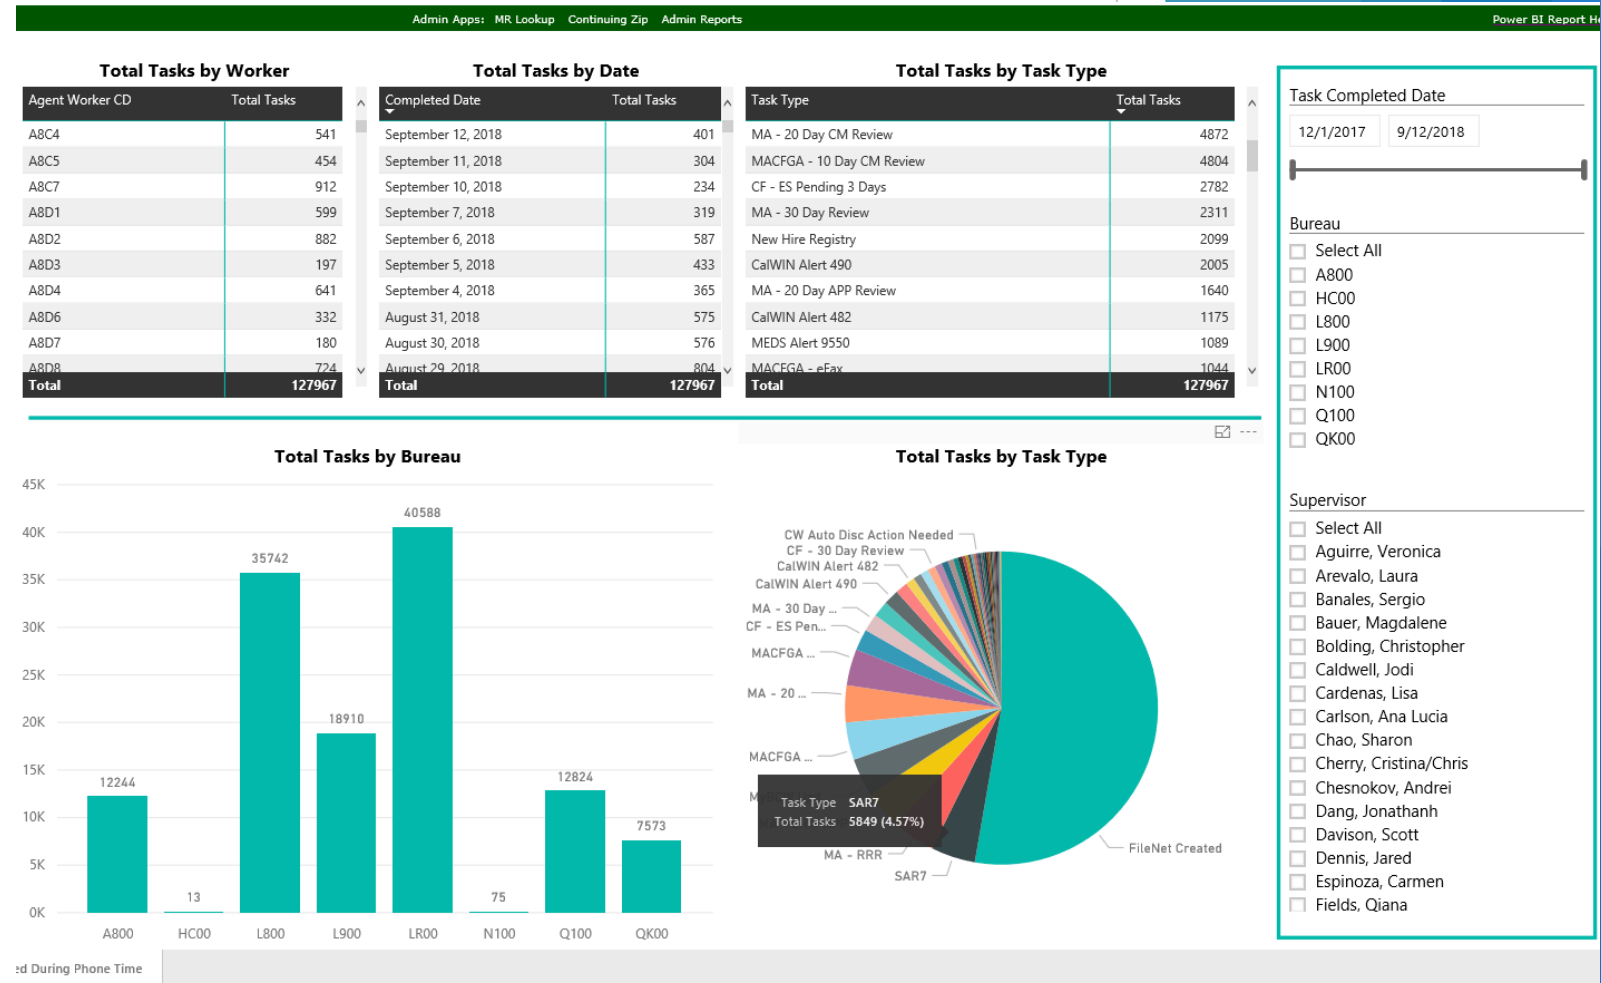 Admin Apps: MR Lookup Continuing Zip Admin Reports
Power BI Report
Total Tasks by Worker
Agent Worker CD Total Tasks
A8C4 541
A8C5 454
A8C7 912
A8D1 599
A8D2 882
A8D3 197
A8D4 641
A8D6 332
A8D7 180
A8D8 724
Total 127967
Total Tasks by Date
Completed Date Total Tasks
September 12, 2018 401
September 11, 2018 304
September 10, 2018 234
September 7, 2018 319
September 6, 2018 587
September 5, 2018 433
September 4, 2018 365
August 31, 2018 575
August 30, 2018 576
August 29, 2018 804
Total 127967
Total Tasks by Task Type
Task Type Total Tasks
MA - 20 Day CM Review 4872
MACFGA - 10 Day CM Review 4804
CF - ES Pending 3 Days 2782
MA - 30 Day Review 2311
New Hire Registry 2099
CalWIN Alert 490 2005
MA - 20 Day APP Review 1640
CalWIN Alert 482 1175
MEDS Alert 9550 1089
MACFGA - eFax 1044
Total 127967
Task Completed Date
12/1/2017 9/12/2018
Bureau
Select All
A800
HC00
L800
L900
LR00
N100
Q100
QK00
Supervisor
Select All
Aguirre, Veronica
Arevalo, Laura
Banales, Sergio
Bauer, Magdalene
Bolding, Christopher
Caldwell, Jodi
Cardenas, Lisa
Carlson, Ana Lucia
Chao, Sharon
Cherry, Cristina/Chris
Chesnokov, Andrei
Dang, Jonathanh
Davison, Scott
Dennis, Jared
Espinoza, Carmen
Fields, Qiana
Total Tasks by Bureau
45K
40K
35K
30K
25K
20K
15K
10K
5K
0K
12244
13
35742
18910
40588
75
12824
7573
A800 HC00 L800 L900 LR00 N100 Q100 QK00
Total Tasks by Task Type
CW Auto Disc Action Needed
CF - 30 Day Review
CalWIN Alert 482
CalWIN Alert 490
MA - 30 Day ...
CF - ES Pen...
MACFGA ...
MA - 20 ...
MACFGA ...
Task Type SAR7
Total Tasks 5849 (4.57%)
MA - RRR
SAR7
FileNet Created
ed During Phone Time